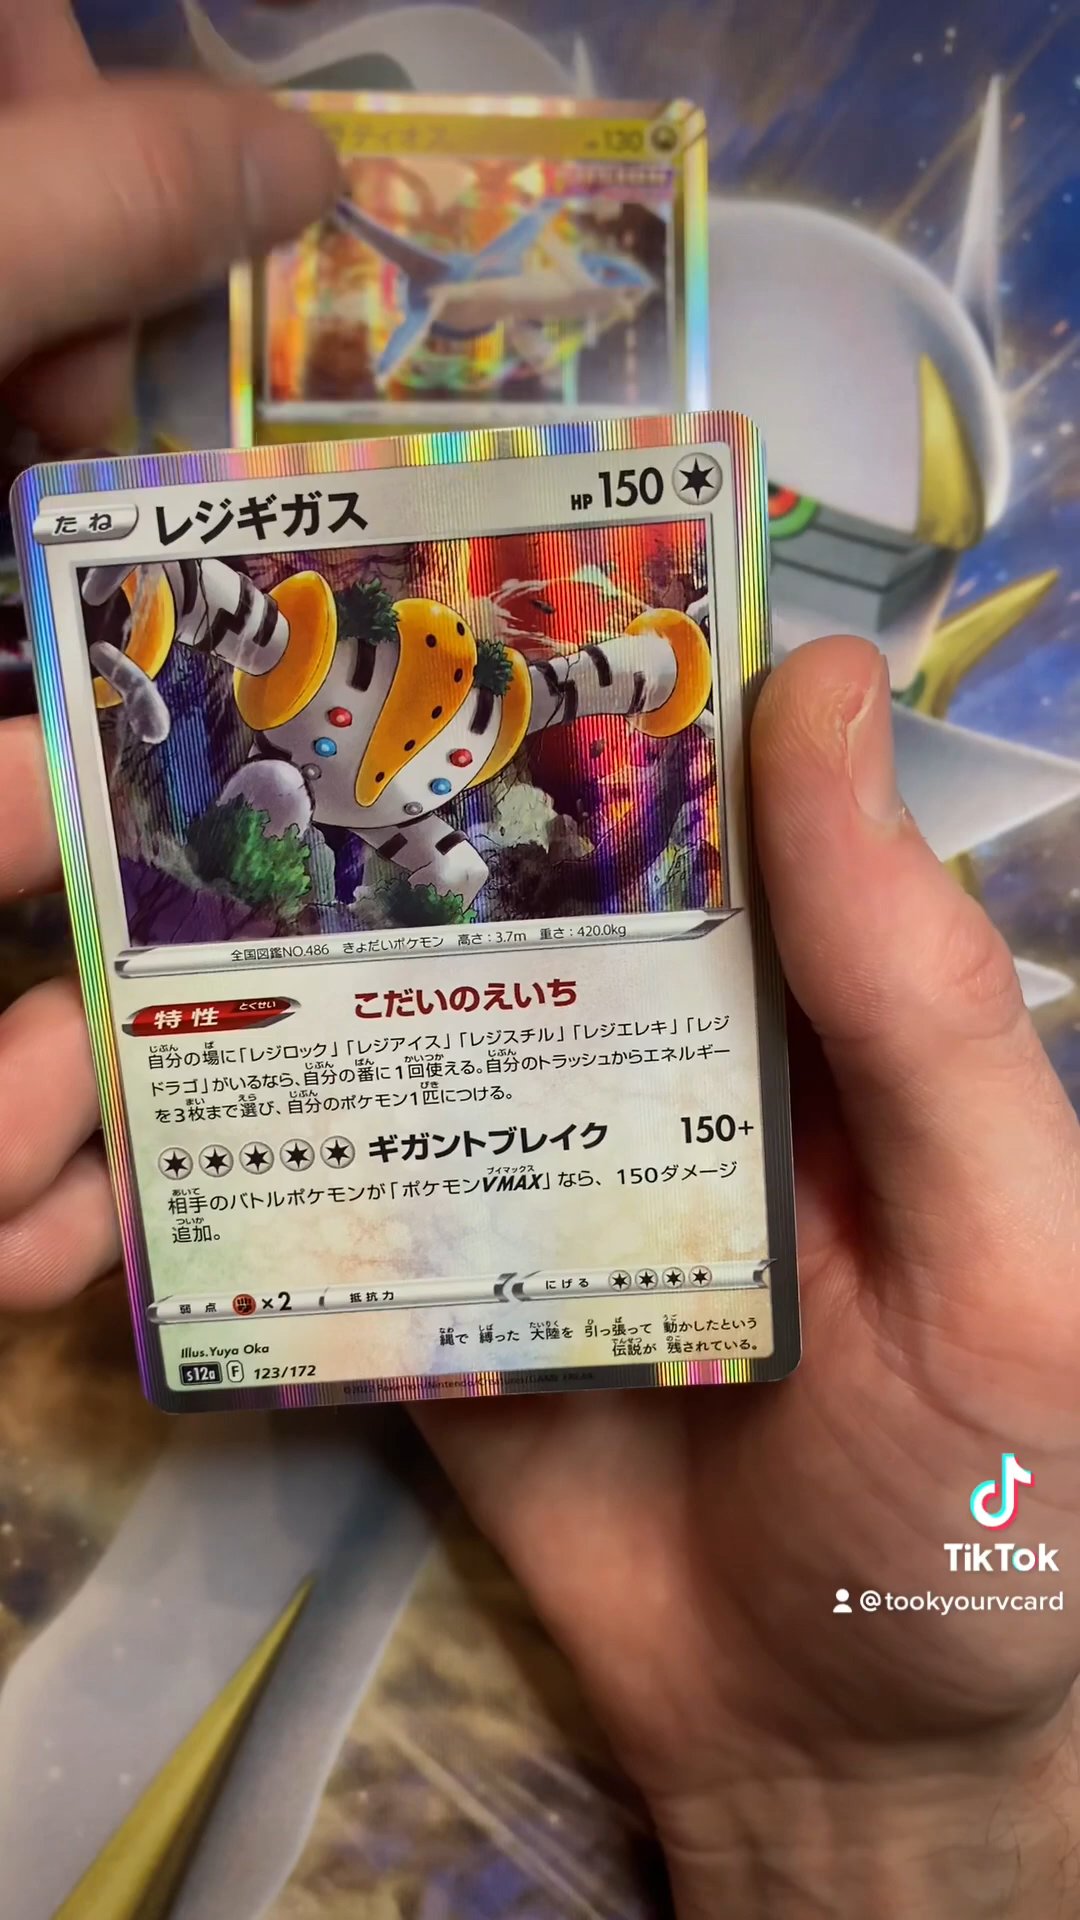 ティオス HP130
たね レジギガス HP 150
全国図鑑NO.486 きょだいポケモン 高さ:3.7m 重さ:420.0kg
特性 とくせい こだいのえいち
自分の場に「レジロック」「レジアイス」「レジスチル」「レジエレキ」「レジ
ドラゴ」がいるなら、自分の番に1回使える。自分のトラッシュからエネルギー
を3枚まで選び、自分のポケモン1匹につける。
ギガントブレイク 150+
相手のバトルポケモンが「ポケモンVMAX」なら、150ダメージ
追加。
弱点 ×2 抵抗力 にげる
縄で縛った大陸を引っ張って動かしたという
伝説が残されている。
Illus.Yuya Oka
s12a F 123/172
©2022 Pokémon/Nintendo/Creatures/GAME FREAK
TikTok
@tookyourvcard